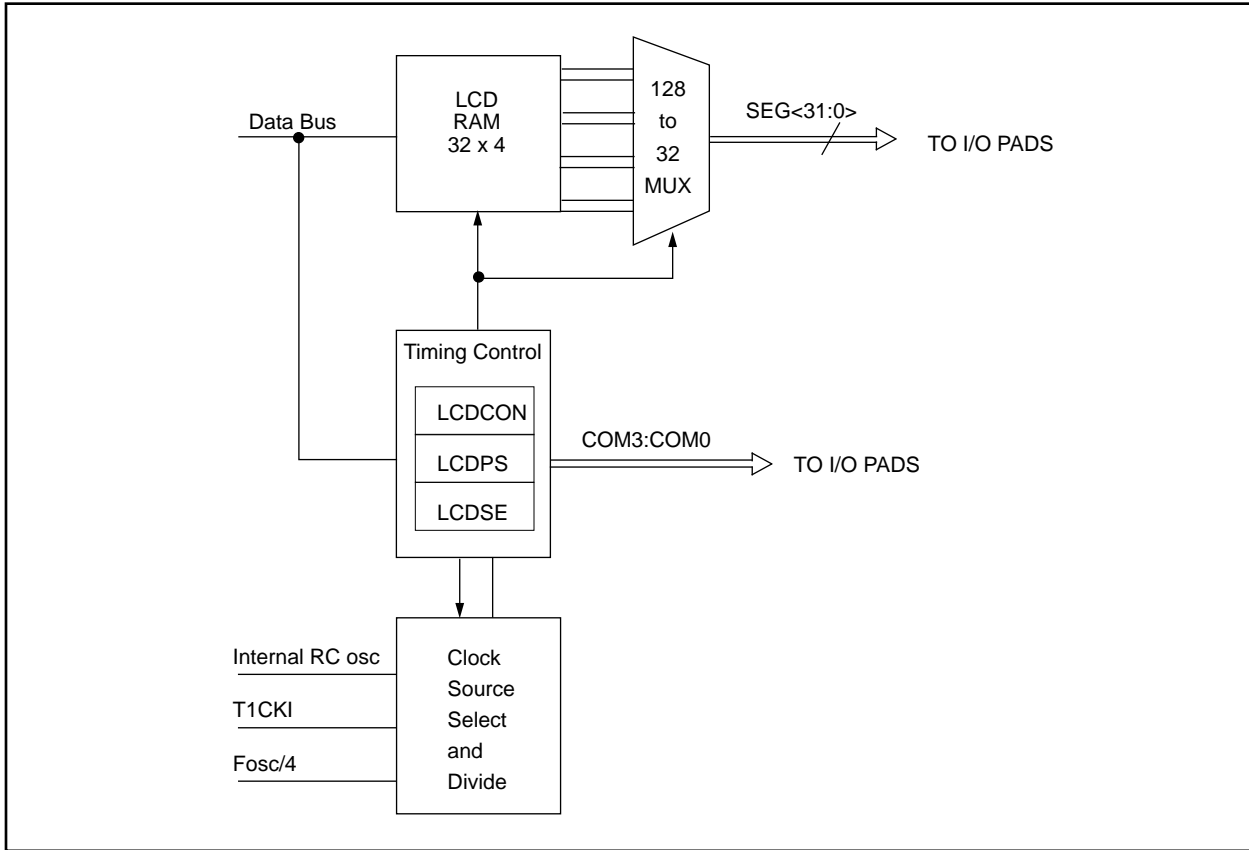 Data Bus
LCD
RAM
32 x 4
128
to
32
MUX
SEG<31:0>
TO I/O PADS
Timing Control
LCDCON
LCDPS
LCDSE
COM3:COM0
TO I/O PADS
Internal RC osc
T1CKI
Fosc/4
Clock
Source
Select
and
Divide